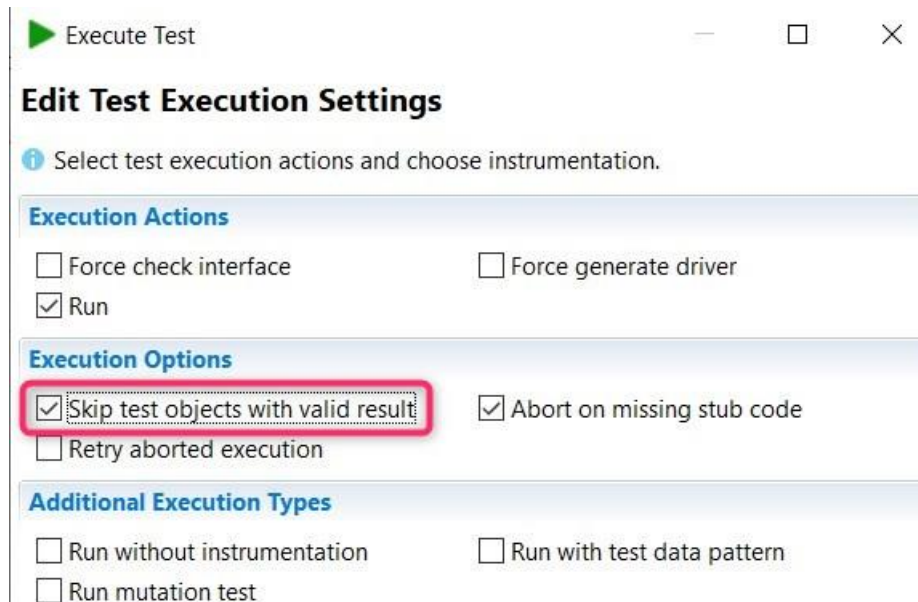 Execute Test
Edit Test Execution Settings
Select test execution actions and choose instrumentation.
Execution Actions
Force check interface
Force generate driver
Run
Execution Options
Skip test objects with valid result
Abort on missing stub code
Retry aborted execution
Additional Execution Types
Run without instrumentation
Run with test data pattern
Run mutation test